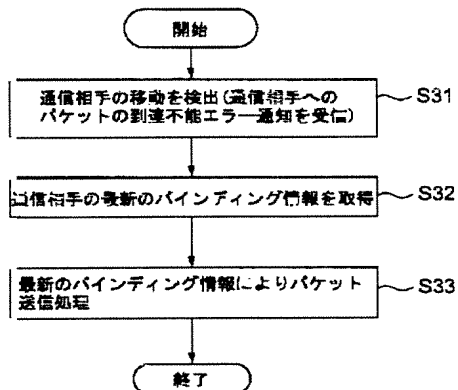 開始
通信相手の移動を検出(通信相手への
パケットの到達不能エラー通知を受信)
S31
通信相手の最新のバインディング情報を取得
S32
最新のバインディング情報によりパケット
送信処理
S33
終了